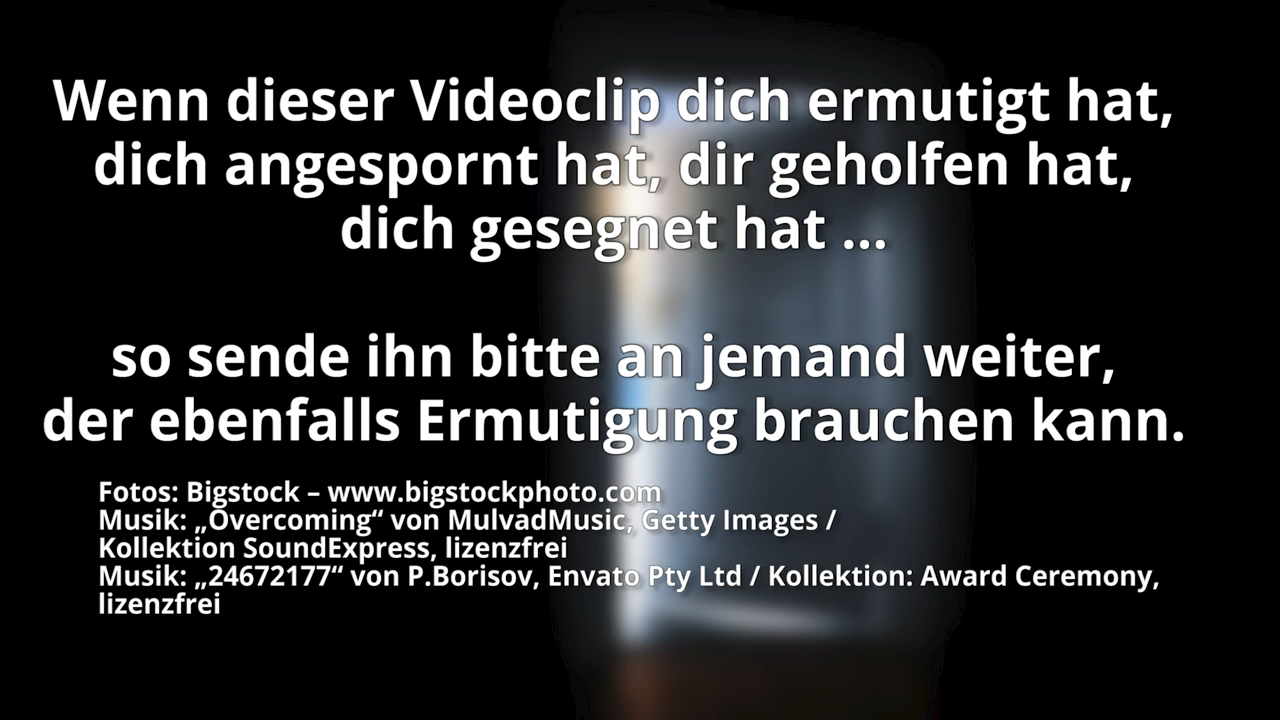 Wenn dieser Videoclip dich ermutigt hat,
dich angespornt hat, dir geholfen hat,
dich gesegnet hat ...
so sende ihn bitte an jemand weiter,
der ebenfalls Ermutigung brauchen kann.
Fotos: Bigstock – www.bigstockphoto.com
Musik: „Overcoming“ von MulvadMusic, Getty Images /
Kollektion SoundExpress, lizenzfrei
Musik: „24672177“ von P.Borisov, Envato Pty Ltd / Kollektion: Award Ceremony,
lizenzfrei